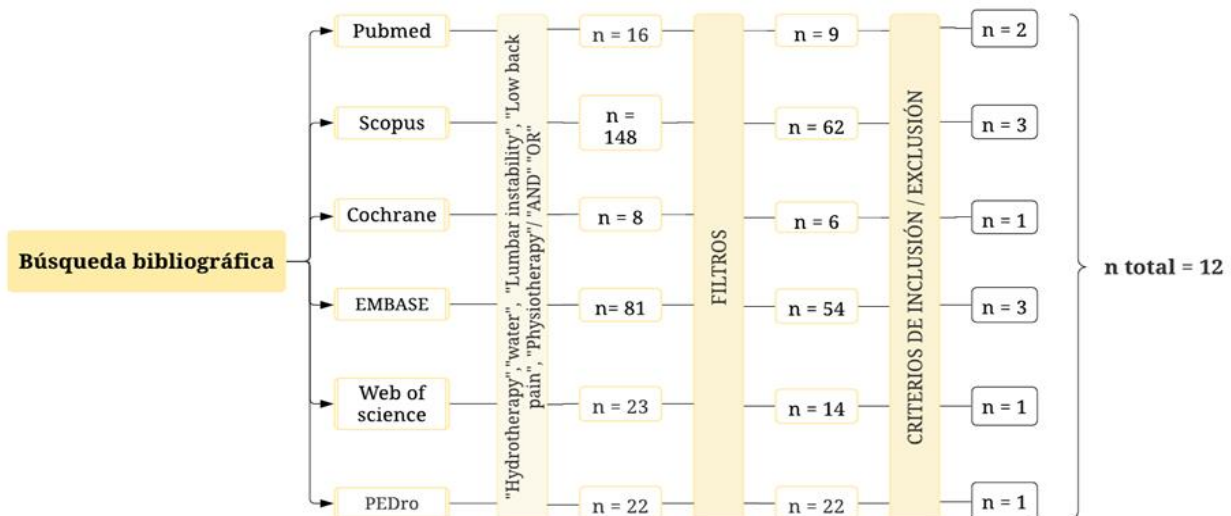 Búsqueda bibliográfica
Pubmed
Scopus
Cochrane
EMBASE
Web of
science
PEDro
"Hydrotherapy","water", "Lumbar instability", "Low back
pain", "Physiotherapy"/ "AND" "OR"
n = 16
n =
148
n = 8
n= 81
n = 23
n = 22
FILTROS
n = 9
n = 62
n = 6
n = 54
n = 14
n = 22
CRITERIOS DE INCLUSIÓN / EXCLUSIÓN
n = 2
n = 3
n = 1
n = 3
n = 1
n = 1
n total = 12